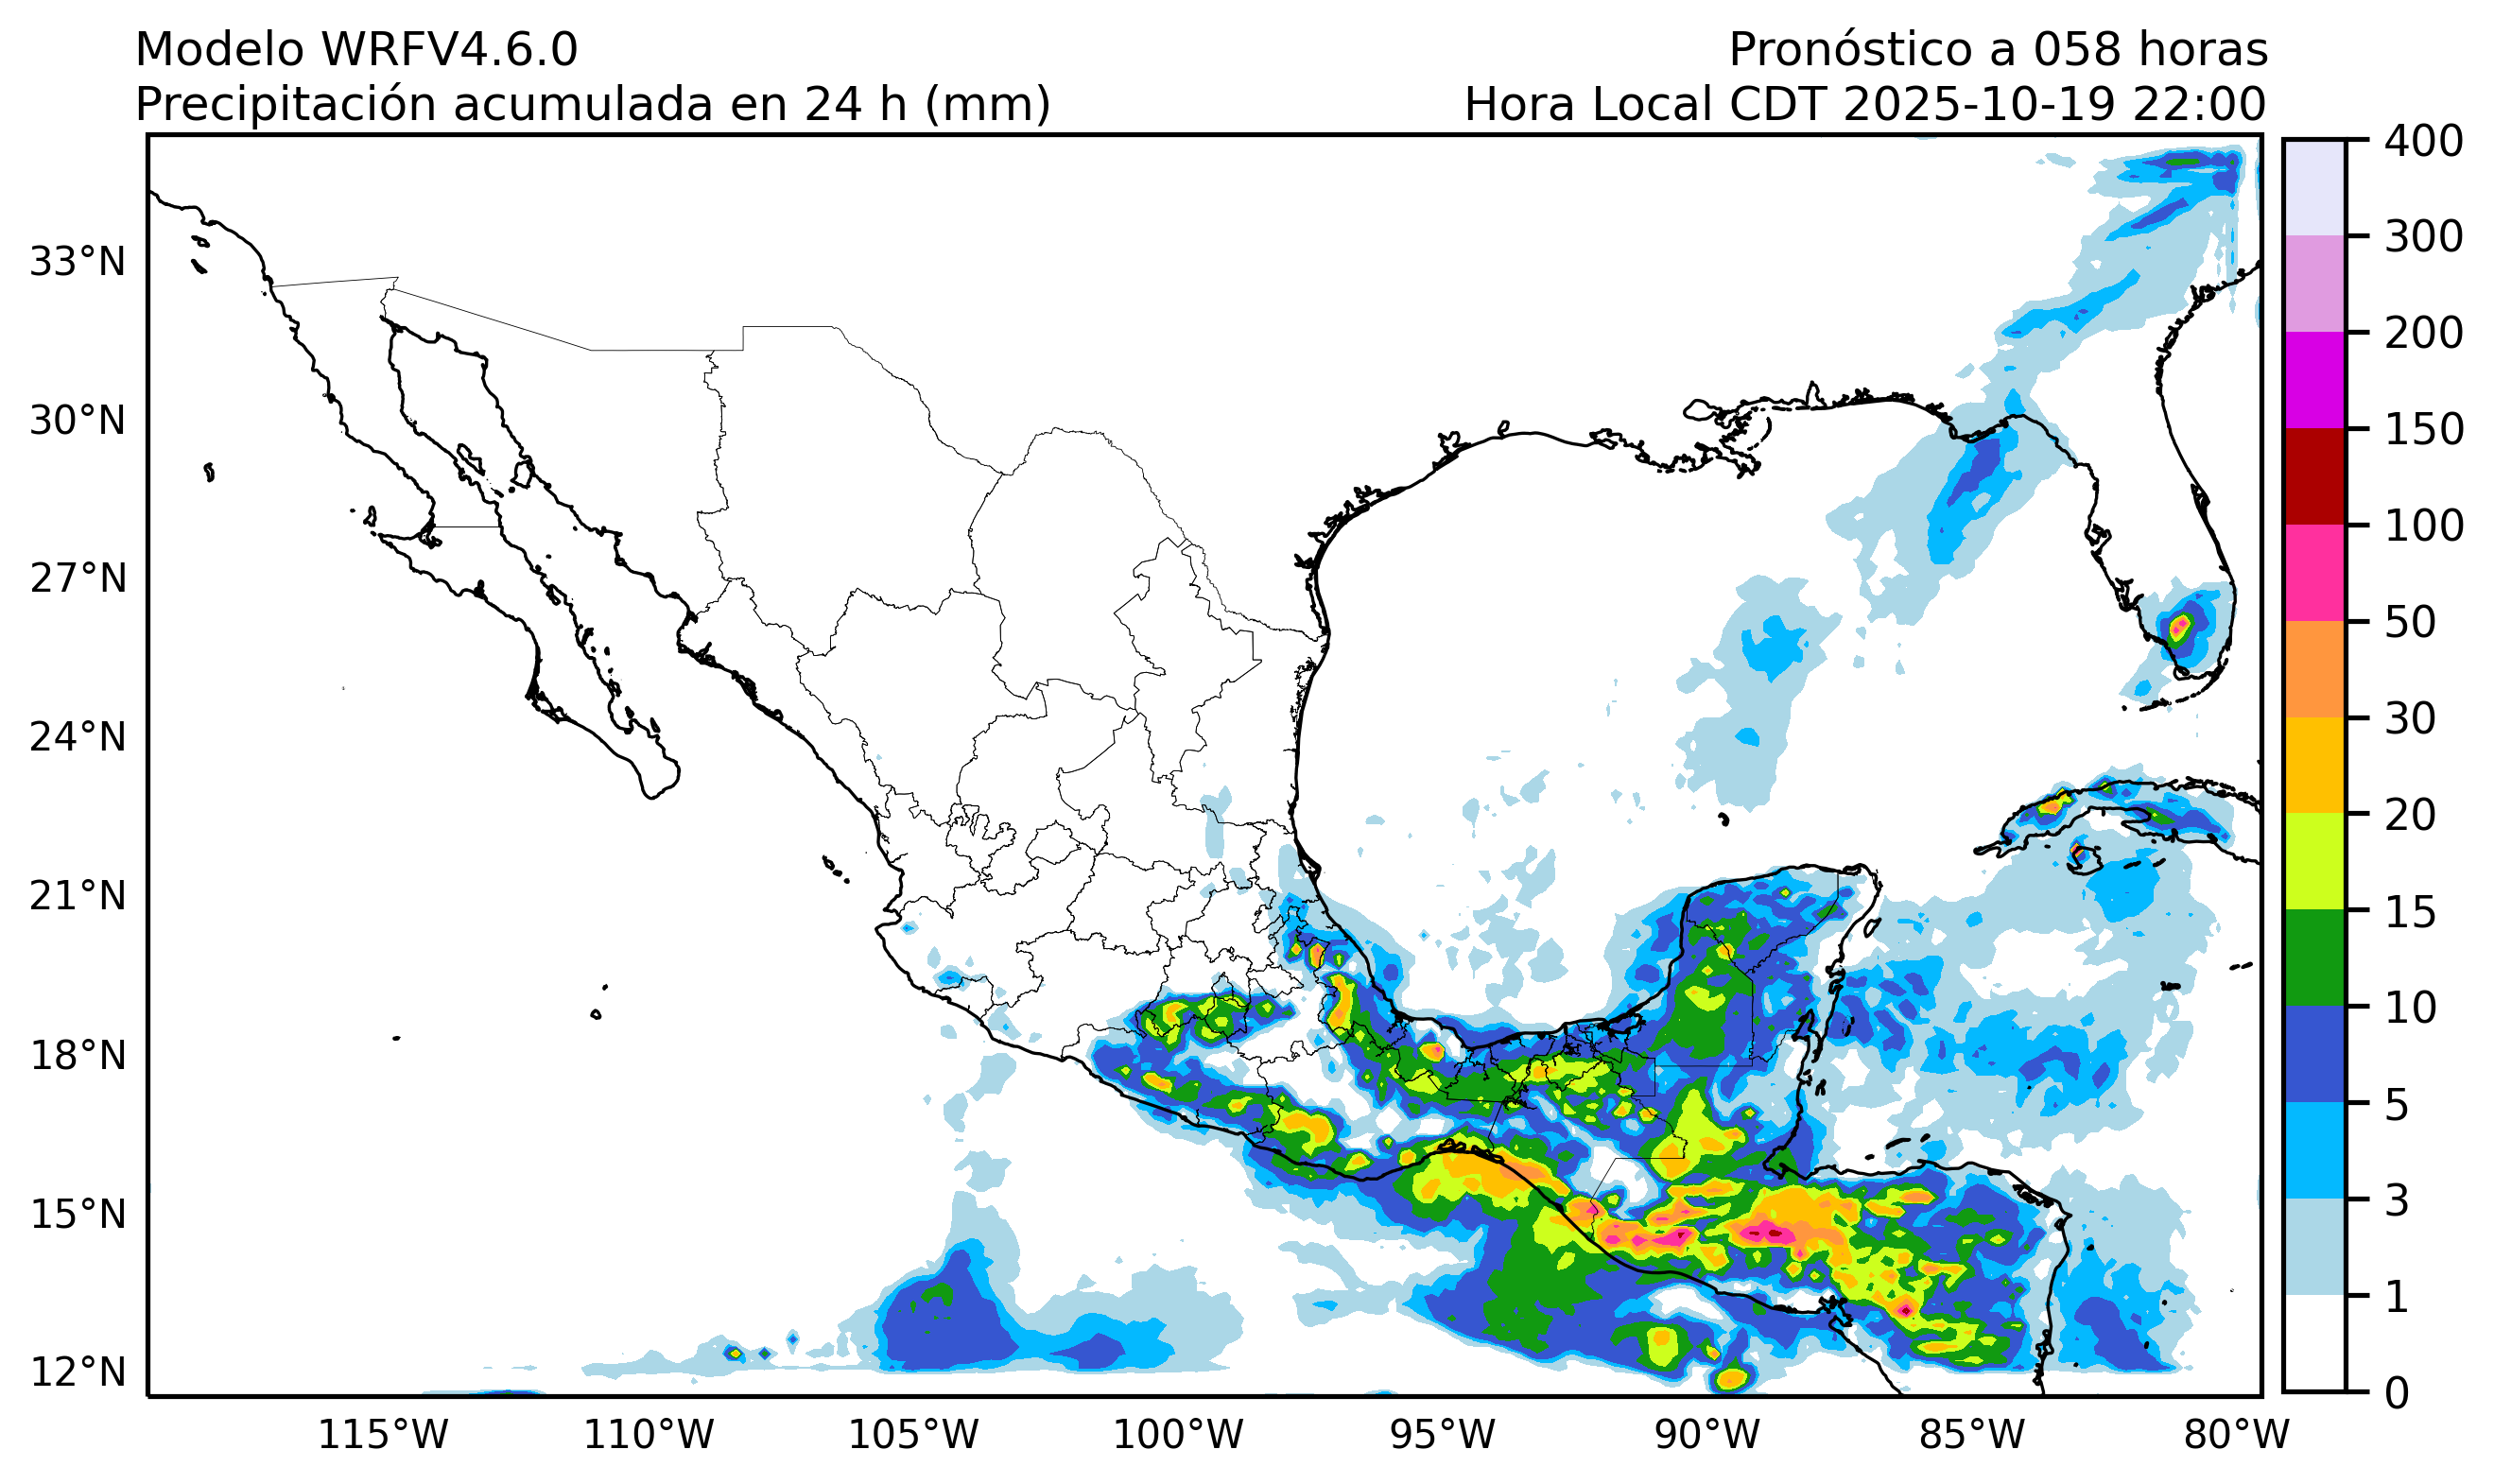 Modelo WRFV4.6.0
Pronóstico a 058 horas
Precipitación acumulada en 24 h (mm)
Hora Local CDT 2025-10-19 22:00
400
300
200
150
100
50
30
20
15
10
5
3
1
0
33°N
30°N
27°N
24°N
21°N
18°N
15°N
12°N
115°W
110°W
105°W
100°W
95°W
90°W
85°W
80°W